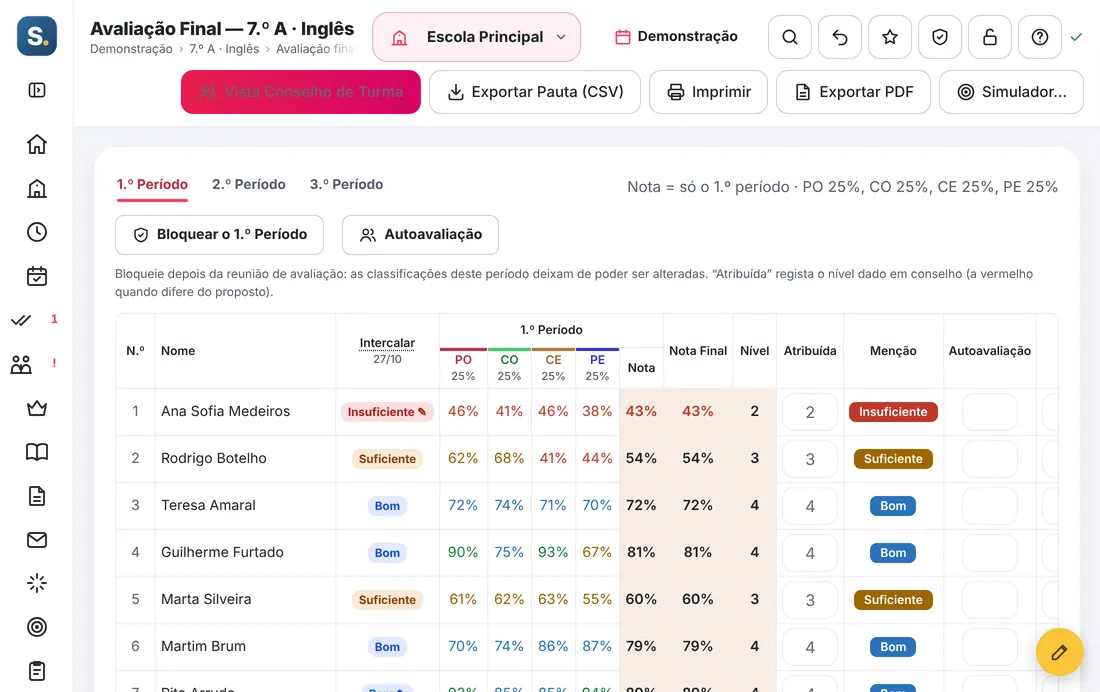 S.
Avaliação Final — 7.º A · Inglês
Demonstração › 7.º A · Inglês › Avaliação final
Escola Principal
Demonstração
Vista Conselho de Turma
Exportar Pauta (CSV)
Imprimir
Exportar PDF
Simulador...
1
!
1.º Período 2.º Período 3.º Período
Nota = só o 1.º período · PO 25%, CO 25%, CE 25%, PE 25%
Bloquear o 1.º Período
Autoavaliação
Bloqueie depois da reunião de avaliação: as classificações deste período deixam de poder ser alteradas. “Atribuída” regista o nível dado em conselho (a vermelho
quando difere do proposto).
N.º Nome Intercalar 27/10 1.º Período PO 25% CO 25% CE 25% PE 25% Nota Nota Final Nível Atribuída Menção Autoavaliação
1 Ana Sofia Medeiros Insuficiente ✎ 46% 41% 46% 38% 43% 43% 2 2 Insuficiente
2 Rodrigo Botelho Suficiente 62% 68% 41% 44% 54% 54% 3 3 Suficiente
3 Teresa Amaral Bom 72% 74% 71% 70% 72% 72% 4 4 Bom
4 Guilherme Furtado Bom 90% 75% 93% 67% 81% 81% 4 4 Bom
5 Marta Silveira Suficiente 61% 62% 63% 55% 60% 60% 3 3 Suficiente
6 Martim Brum Bom 70% 74% 86% 87% 79% 79% 4 4 Bom